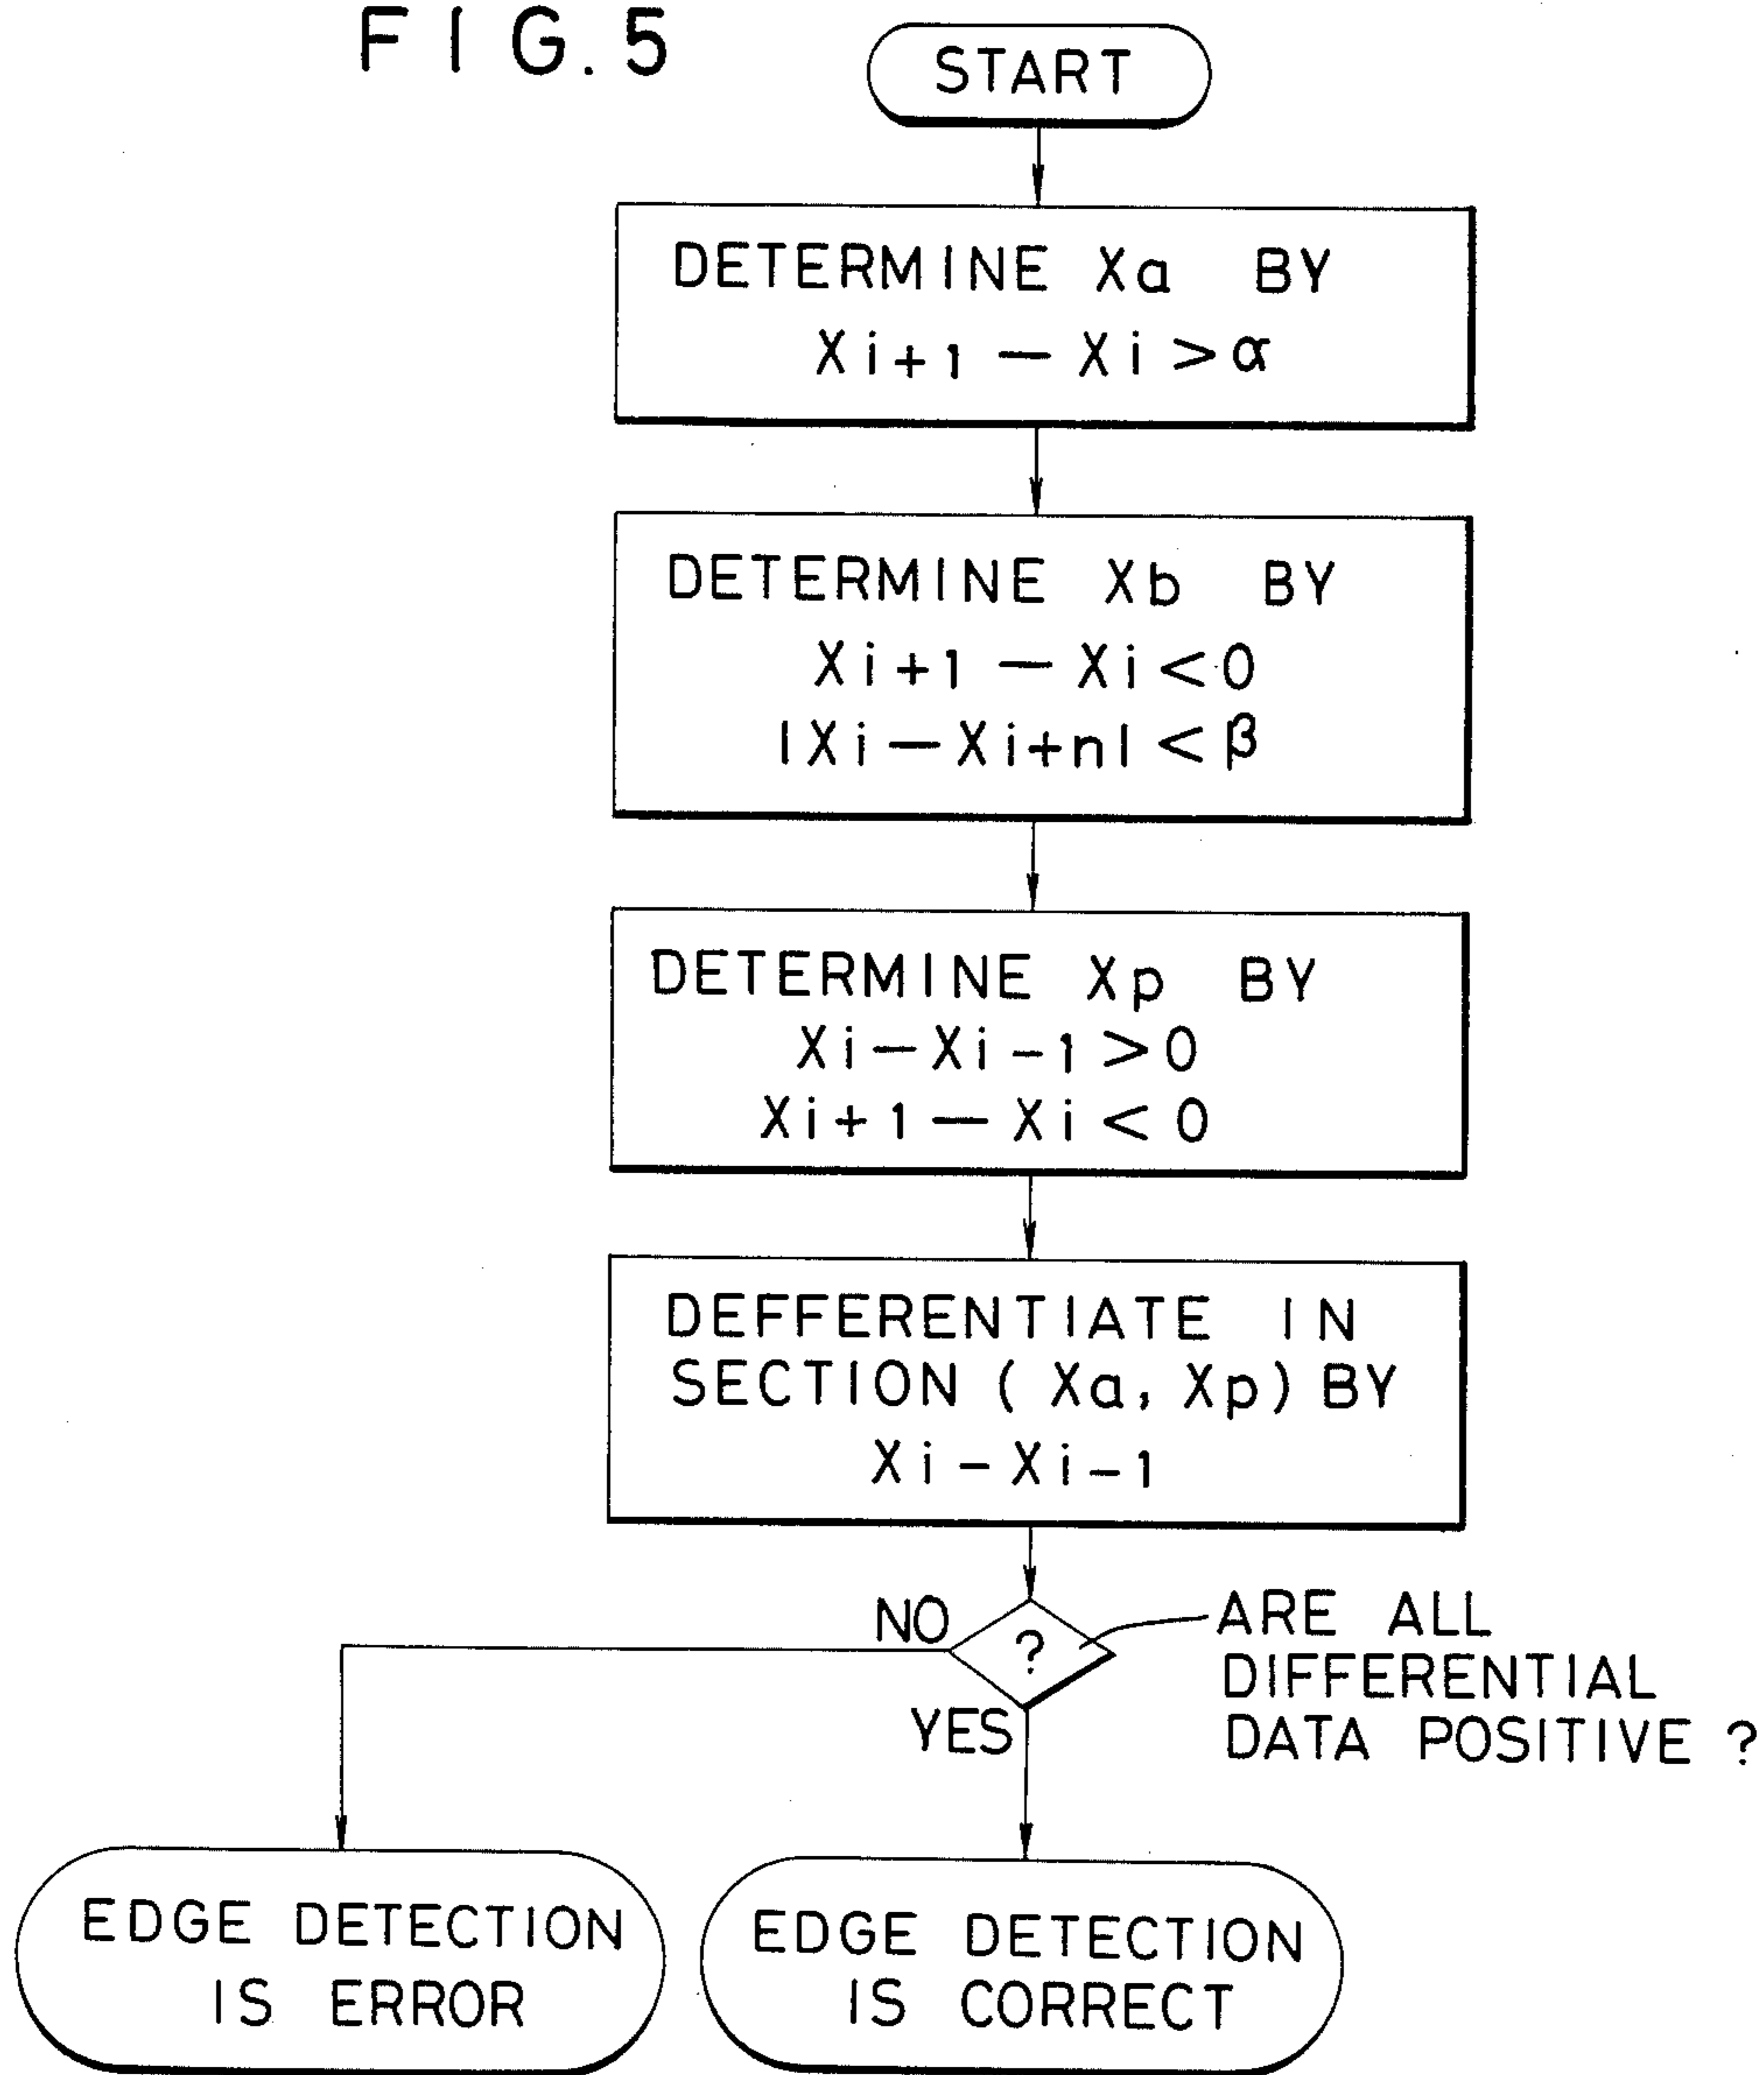 FIG. 5
START
DETERMINE Xa BY
Xi+1 — Xi > α
DETERMINE Xb BY
Xi+1 — Xi < 0
|Xi — Xi+n| < β
DETERMINE Xp BY
Xi — Xi-1 > 0
Xi+1 — Xi < 0
DEFFERENTIATE IN
SECTION ( Xa, Xp ) BY
Xi - Xi-1
NO
?
ARE ALL
DIFFERENTIAL
DATA POSITIVE ?
YES
EDGE DETECTION
IS ERROR
EDGE DETECTION
IS CORRECT